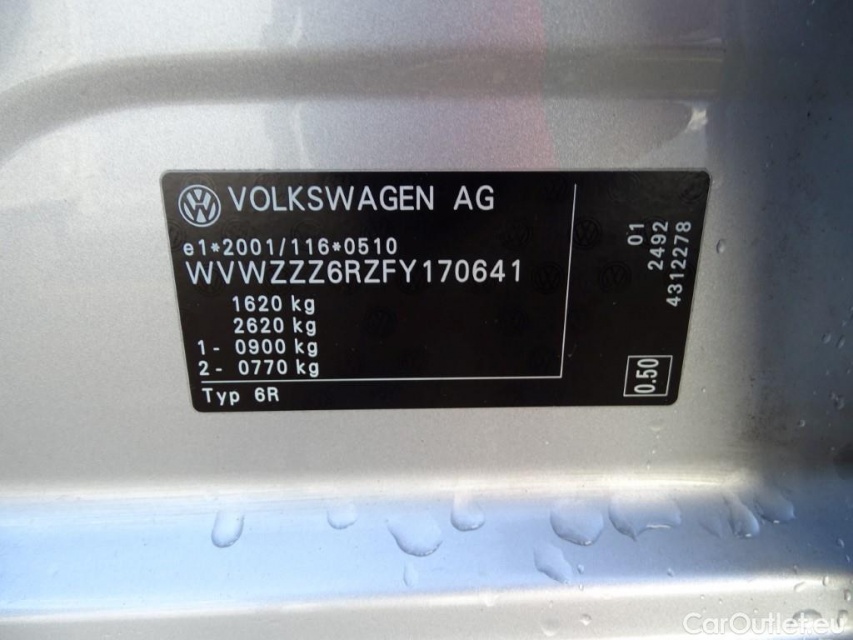 VOLKSWAGEN AG
e1*2001/116*0510
WVWZZZ6RZFY170641
1620 kg
2620 kg
1- 0900 kg
2- 0770 kg
Typ 6R
01
2492
4312278
0.50
CarOutlet.eu